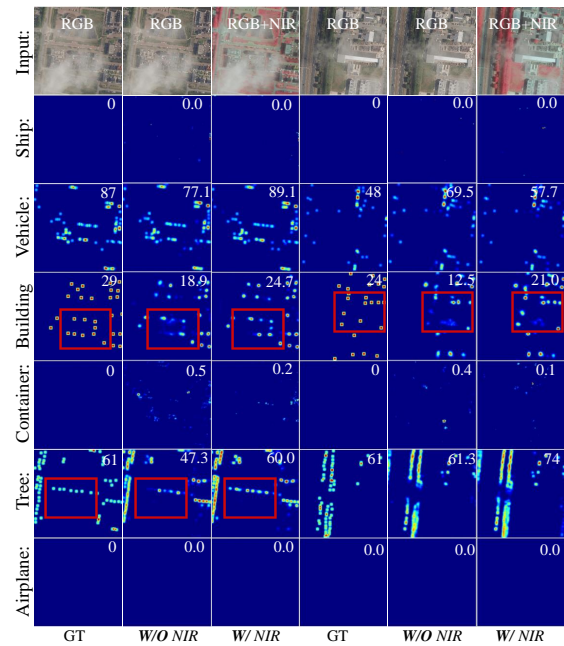 Input: RGB RGB RGB+NIR RGB RGB RGB+NIR
Ship: 0 0.0 0.0 0 0.0 0.0
Vehicle: 87 77.1 89.1 48 69.5 57.7
Building 29 18.9 24.7 24 12.5 21.0
Container: 0 0.5 0.2 0 0.4 0.1
Tree: 61 47.3 60.0 61 61.3 74
Airplane: 0 0.0 0.0 0.0 0.0 0.0
GT W/O NIR W/ NIR GT W/O NIR W/ NIR